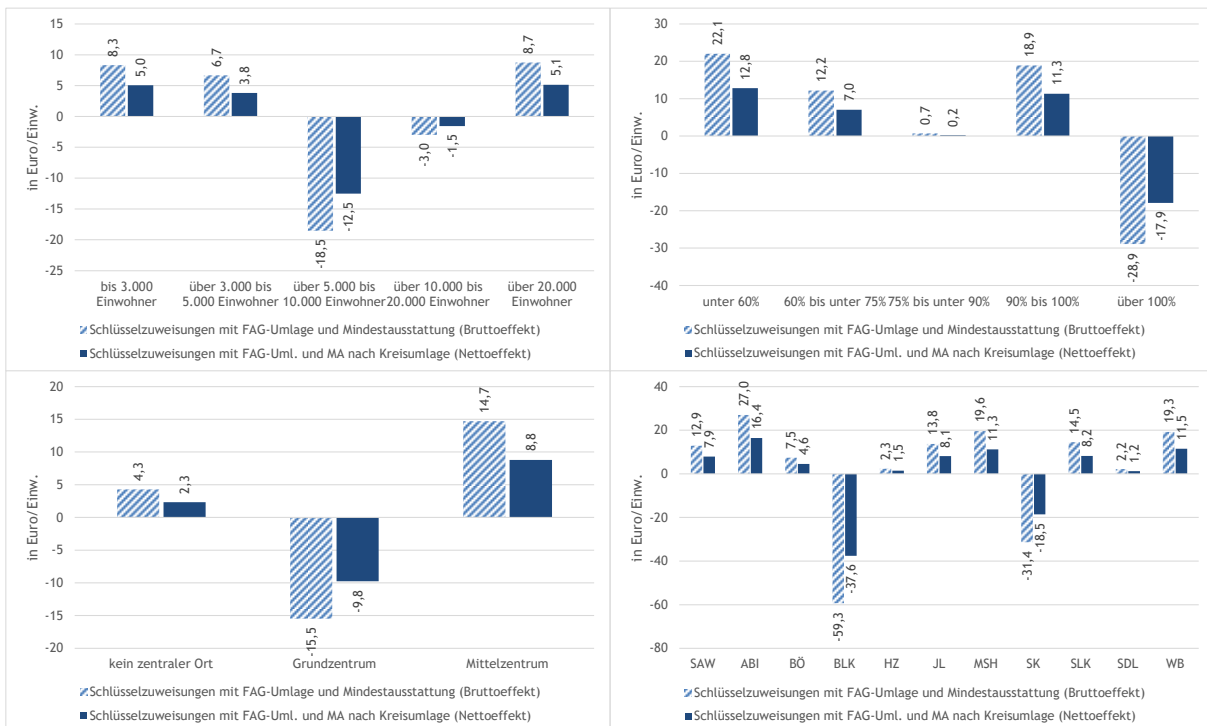 15
10
5
0
-5
-10
-15
-20
-25
in Euro/Einw.
8,3
5,0
6,7
3,8
-18,5
-12,5
-3,0
-1,5
8,7
5,1
bis 3.000 Einwohner
über 3.000 bis 5.000 Einwohner
über 5.000 bis 10.000 Einwohner
über 10.000 bis 20.000 Einwohner
über 20.000 Einwohner
Schlüsselzuweisungen mit FAG-Umlage und Mindestausstattung (Bruttoeffekt)
Schlüsselzuweisungen mit FAG-Uml. und MA nach Kreisumlage (Nettoeffekt)
30
20
10
0
-10
-20
-30
-40
in Euro/Einw.
22,1
12,8
12,2
7,0
0,7
0,2
18,9
11,3
-28,9
-17,9
unter 60%
60% bis unter 75%
75% bis unter 90%
90% bis 100%
über 100%
Schlüsselzuweisungen mit FAG-Umlage und Mindestausstattung (Bruttoeffekt)
Schlüsselzuweisungen mit FAG-Uml. und MA nach Kreisumlage (Nettoeffekt)
20
15
10
5
0
-5
-10
-15
-20
in Euro/Einw.
4,3
2,3
-15,5
-9,8
14,7
8,8
kein zentraler Ort
Grundzentrum
Mittelzentrum
Schlüsselzuweisungen mit FAG-Umlage und Mindestausstattung (Bruttoeffekt)
Schlüsselzuweisungen mit FAG-Uml. und MA nach Kreisumlage (Nettoeffekt)
40
20
0
-20
-40
-60
-80
in Euro/Einw.
12,9
7,9
27,0
16,4
7,5
4,6
-59,3
-37,6
2,3
1,5
13,8
8,1
19,6
11,3
-31,4
-18,5
14,5
8,2
2,2
1,2
19,3
11,5
SAW
ABI
BÖ
BLK
HZ
JL
MSH
SK
SLK
SDL
WB
Schlüsselzuweisungen mit FAG-Umlage und Mindestausstattung (Bruttoeffekt)
Schlüsselzuweisungen mit FAG-Uml. und MA nach Kreisumlage (Nettoeffekt)